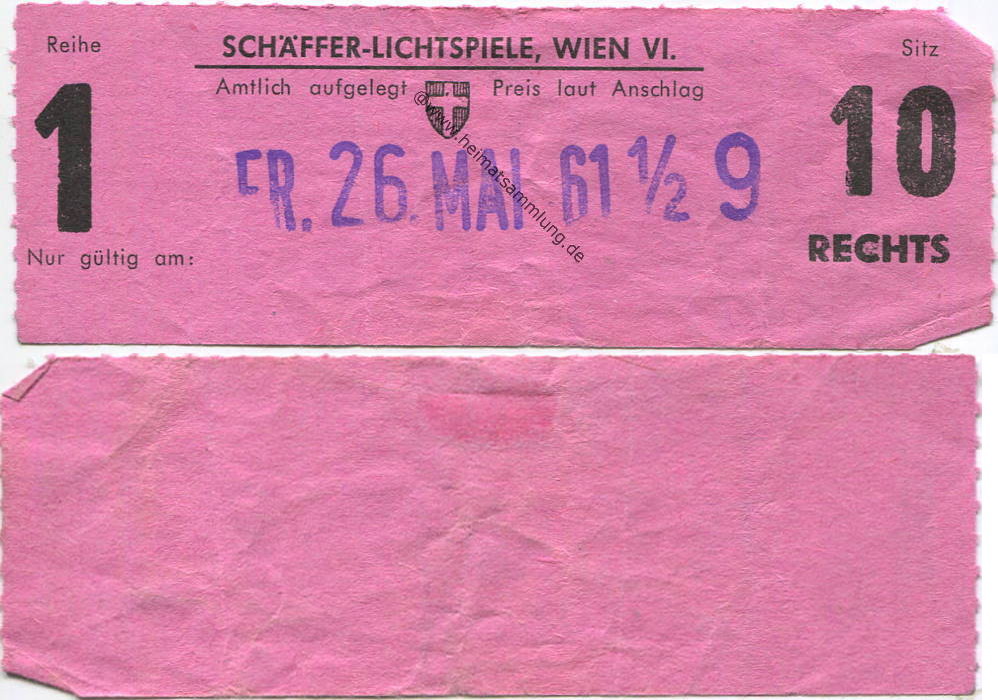 Reihe
SCHÄFFER-LICHTSPIELE, WIEN VI.
Sitz
Amtlich aufgelegt Preis laut Anschlag
1
10
FR. 26. MAI 61 ½ 9
RECHTS
Nur gültig am:
@www.heimatsammlung.de